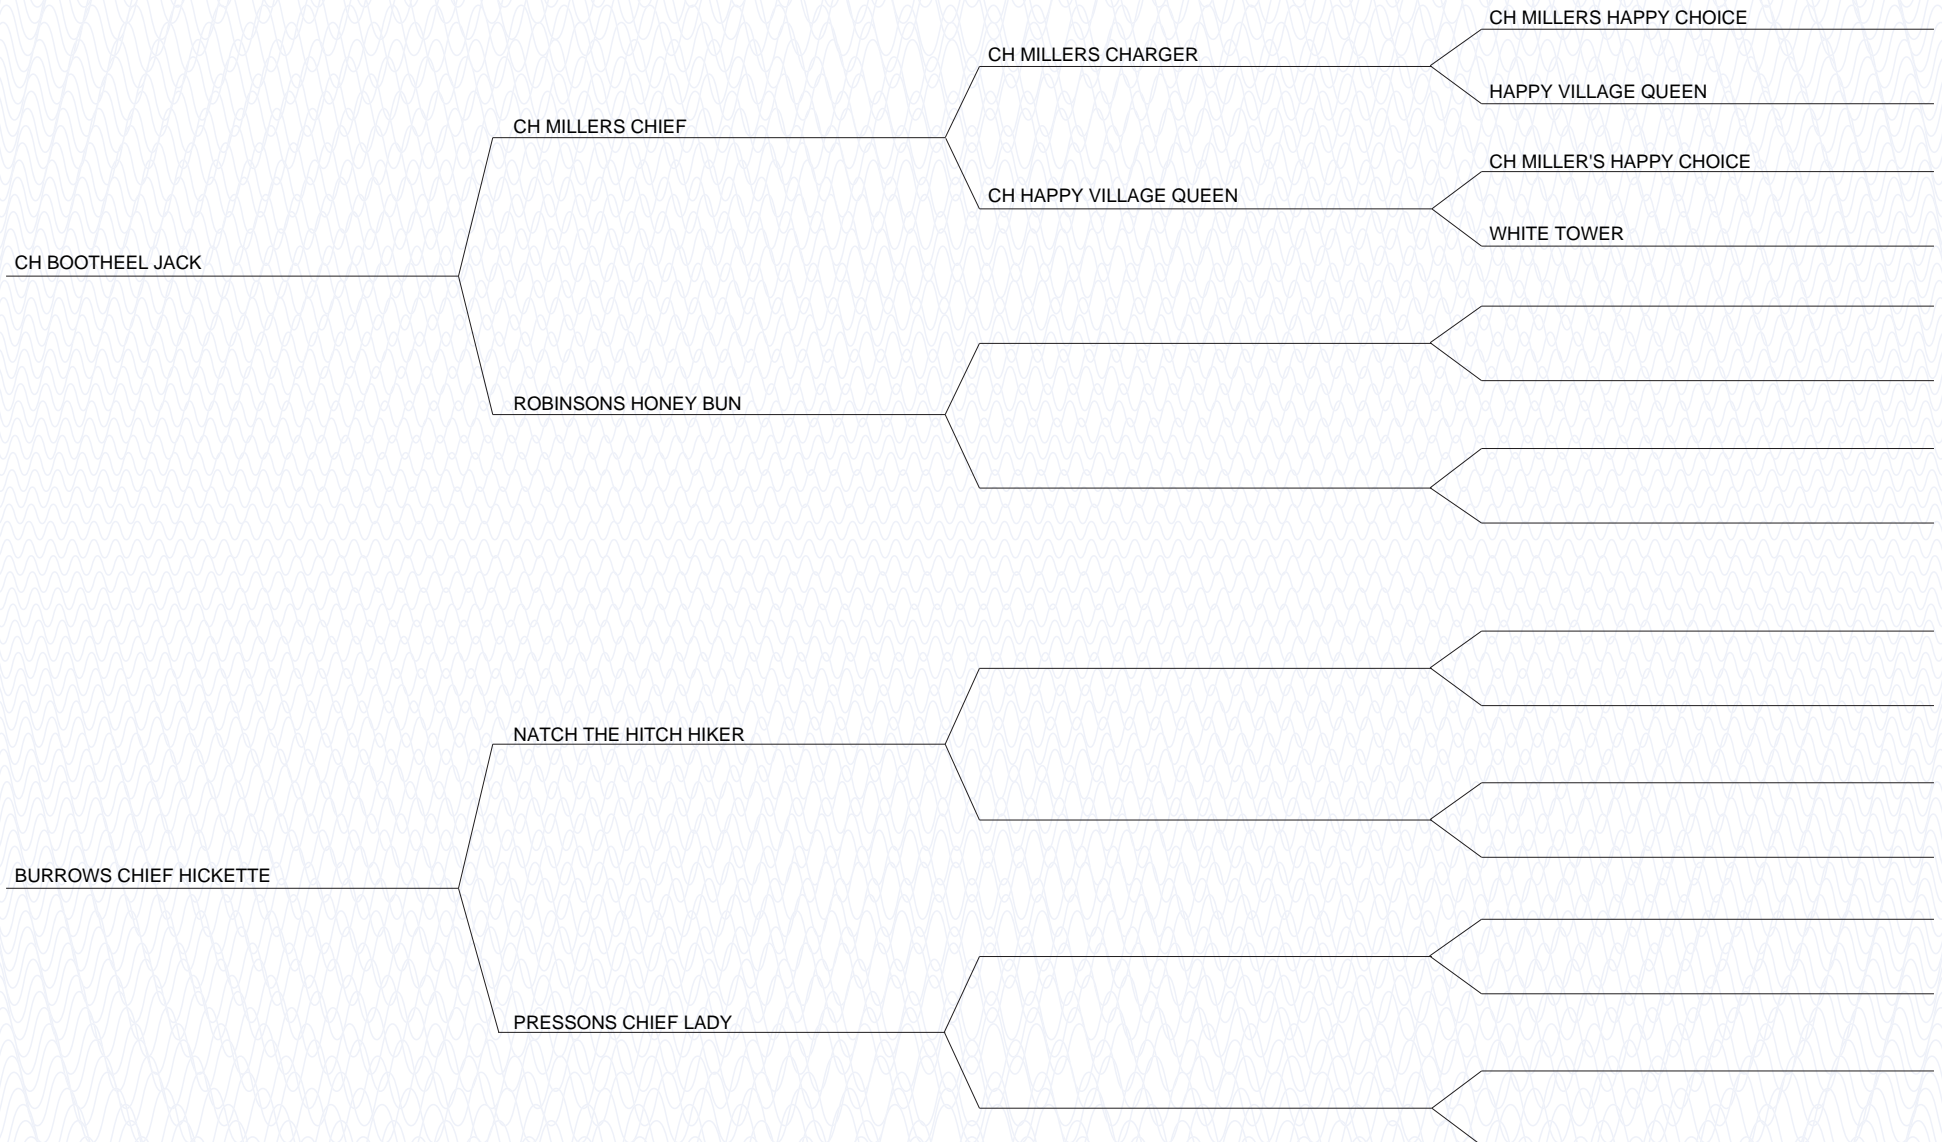 CH MILLERS HAPPY CHOICE
CH MILLERS CHARGER
HAPPY VILLAGE QUEEN
CH MILLERS CHIEF
CH MILLER'S HAPPY CHOICE
CH HAPPY VILLAGE QUEEN
WHITE TOWER
CH BOOTHEEL JACK
ROBINSONS HONEY BUN
NATCH THE HITCH HIKER
BURROWS CHIEF HICKETTE
PRESSONS CHIEF LADY